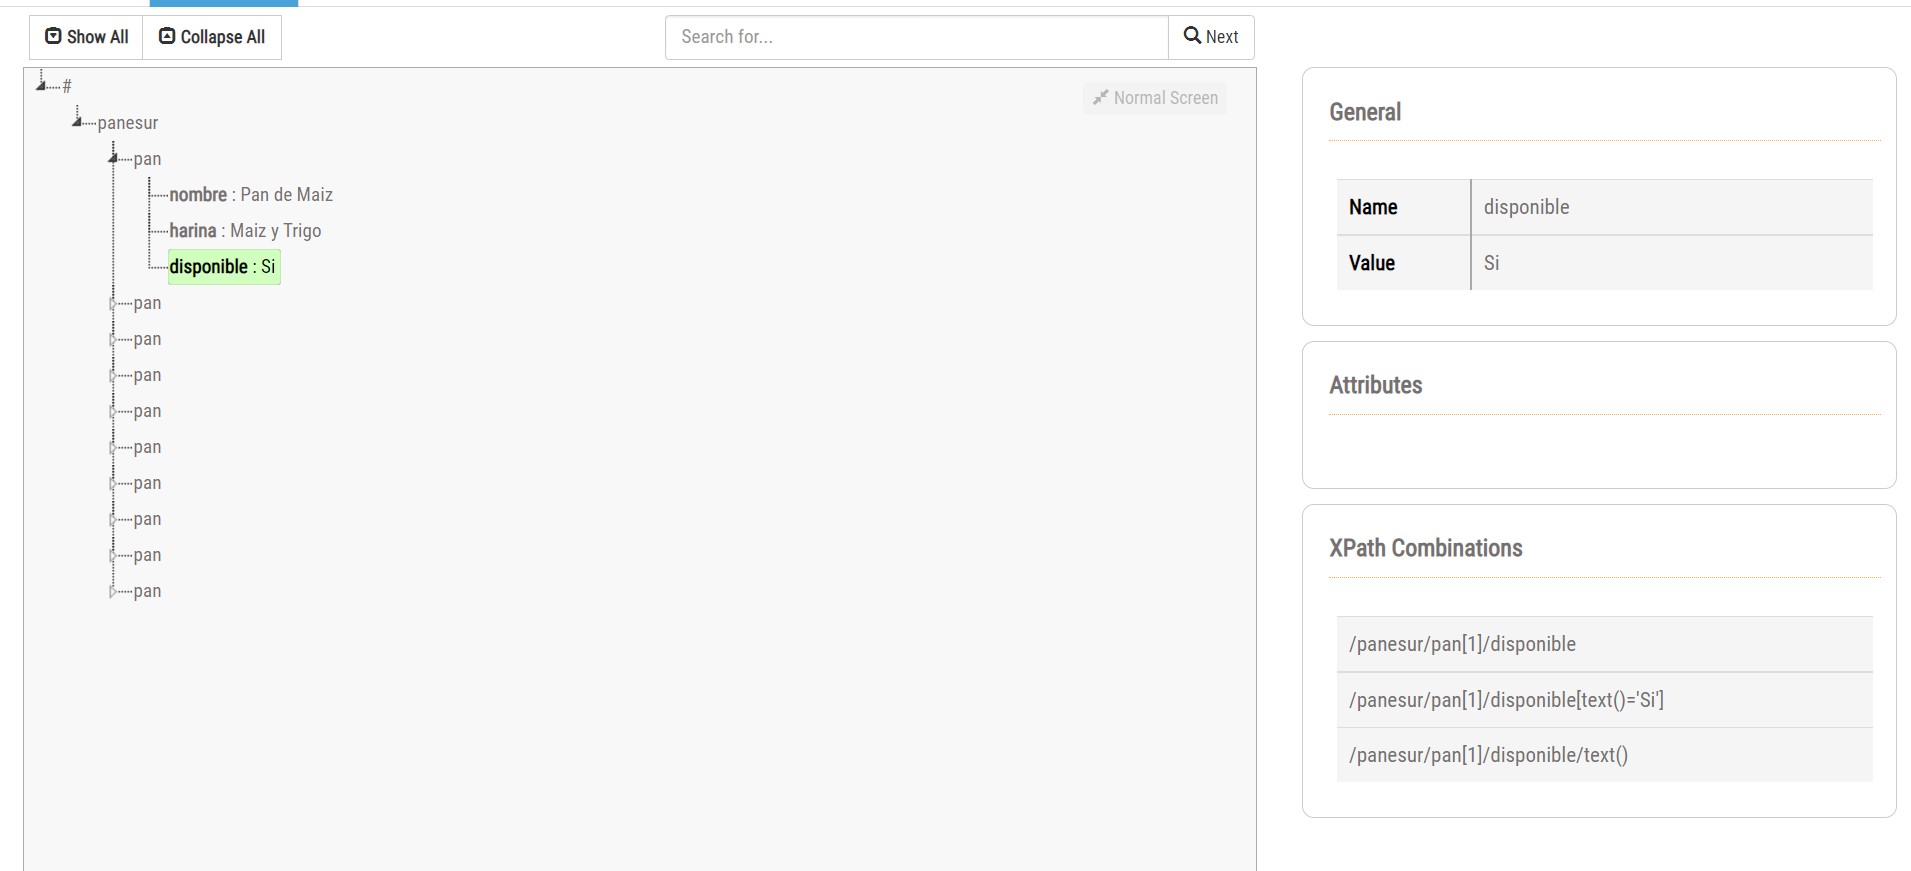 Show All
Collapse All
Search for...
Next
#
Normal Screen
panesur
pan
nombre : Pan de Maiz
harina : Maiz y Trigo
disponible : Si
pan
pan
pan
pan
pan
pan
pan
pan
pan
General
Name disponible
Value Si
Attributes
XPath Combinations
/panesur/pan[1]/disponible
/panesur/pan[1]/disponible[text()='Si']
/panesur/pan[1]/disponible/text()